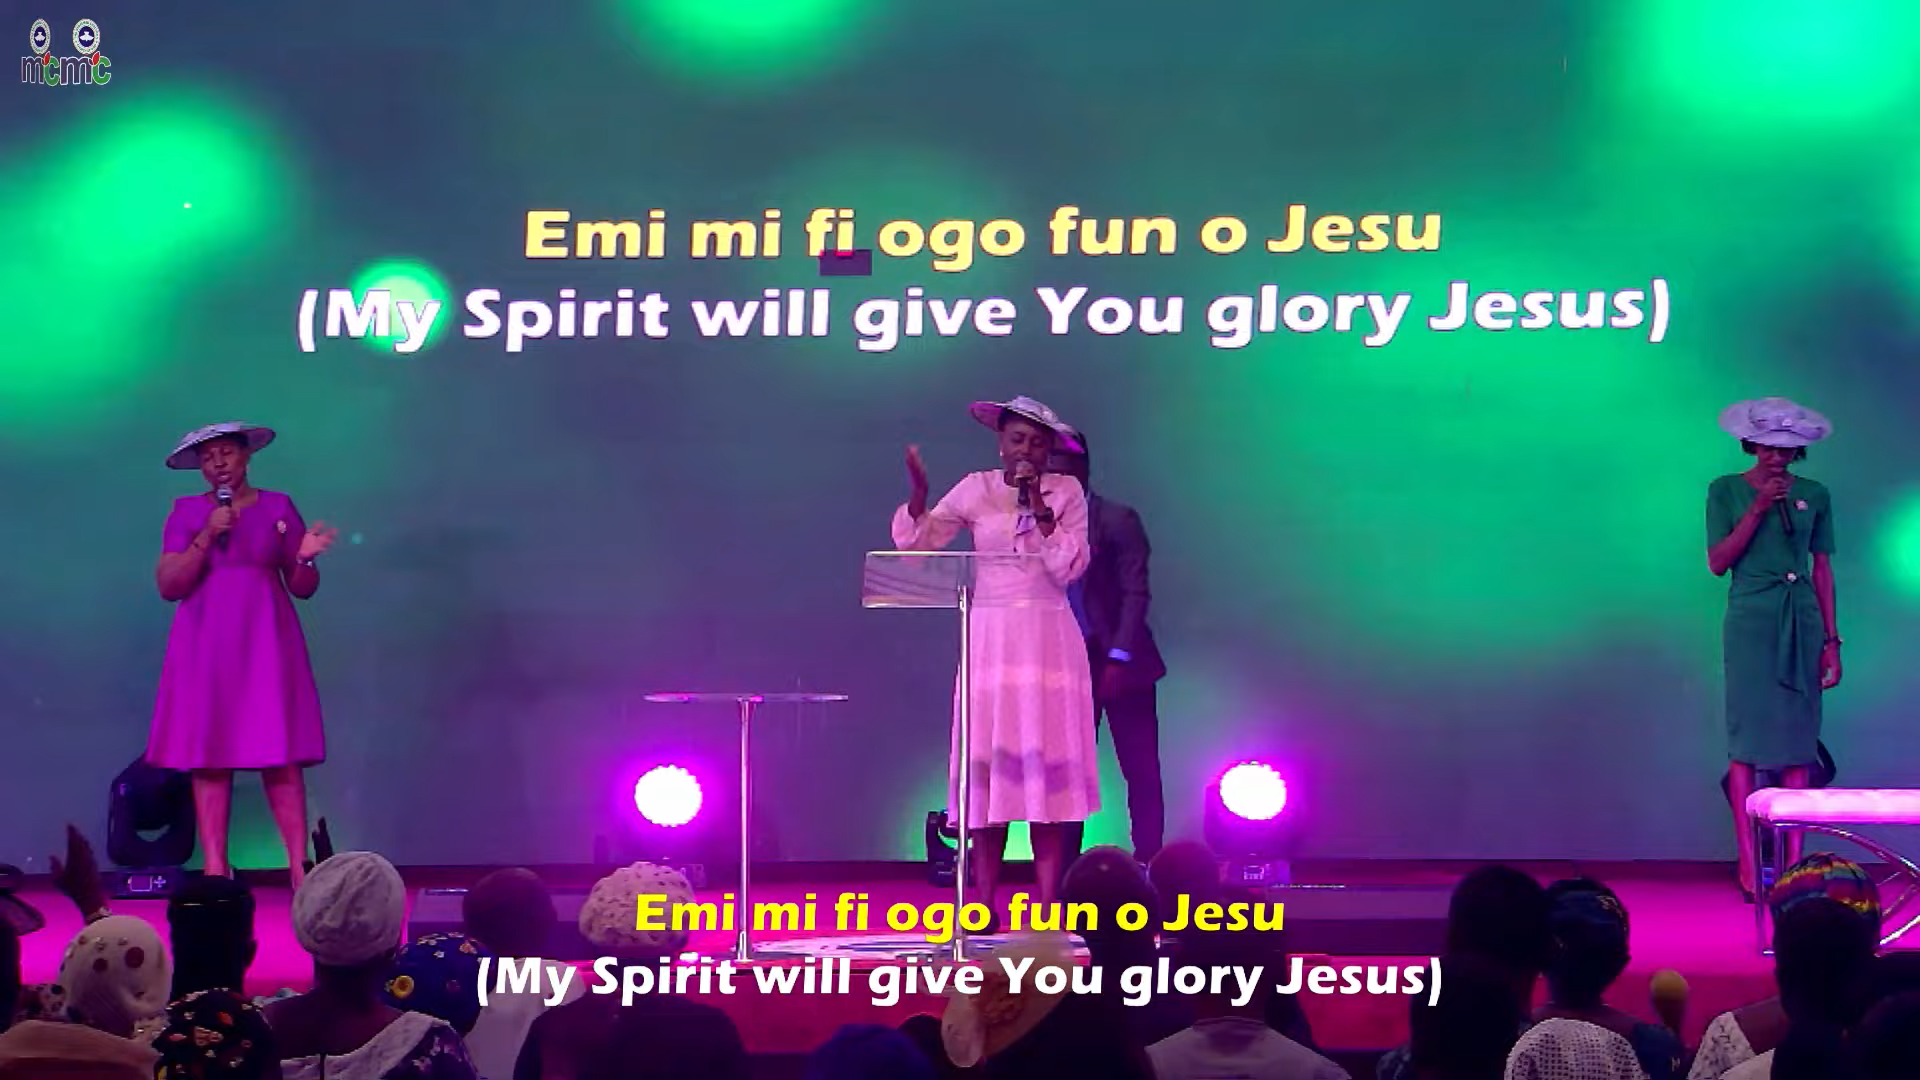 mcmc
Emi mi fi ogo fun o Jesu
(My Spirit will give You glory Jesus)
Emi mi fi ogo fun o Jesu
(My Spirit will give You glory Jesus)